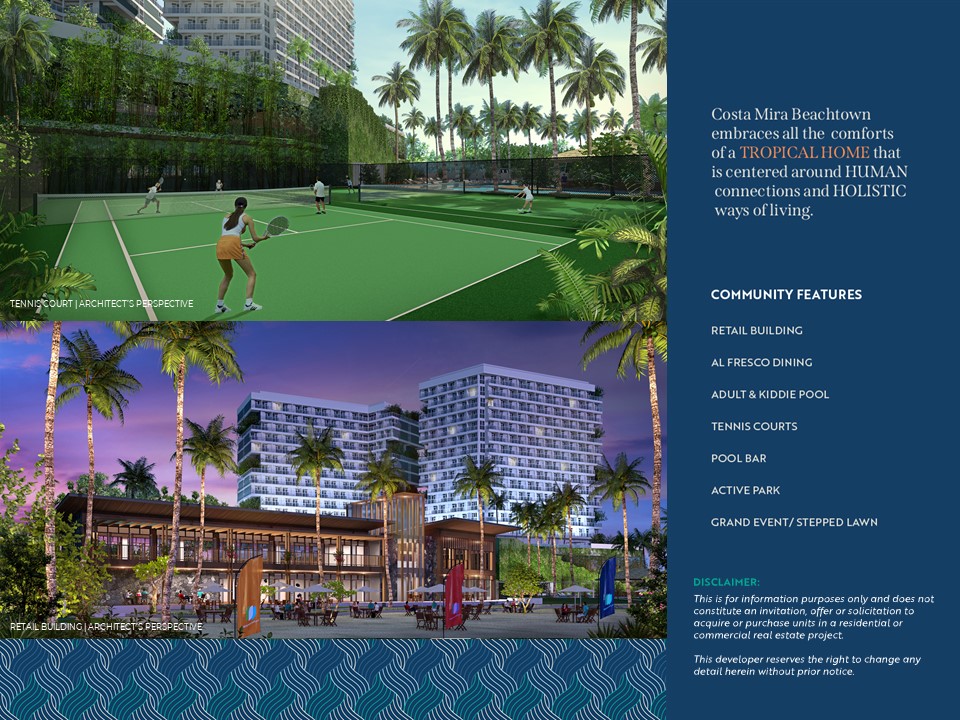 TENNIS COURT | ARCHITECT'S PERSPECTIVE
RETAIL BUILDING | ARCHITECT'S PERSPECTIVE
Costa Mira Beachtown
embraces all the comforts
of a TROPICAL HOME that
is centered around HUMAN
connections and HOLISTIC
ways of living.
COMMUNITY FEATURES
RETAIL BUILDING
AL FRESCO DINING
ADULT & KIDDIE POOL
TENNIS COURTS
POOL BAR
ACTIVE PARK
GRAND EVENT/ STEPPED LAWN
DISCLAIMER:
This is for information purposes only and does not
constitute an invitation, offer or solicitation to
acquire or purchase units in a residential or
commercial real estate project.
This developer reserves the right to change any
detail herein without prior notice.